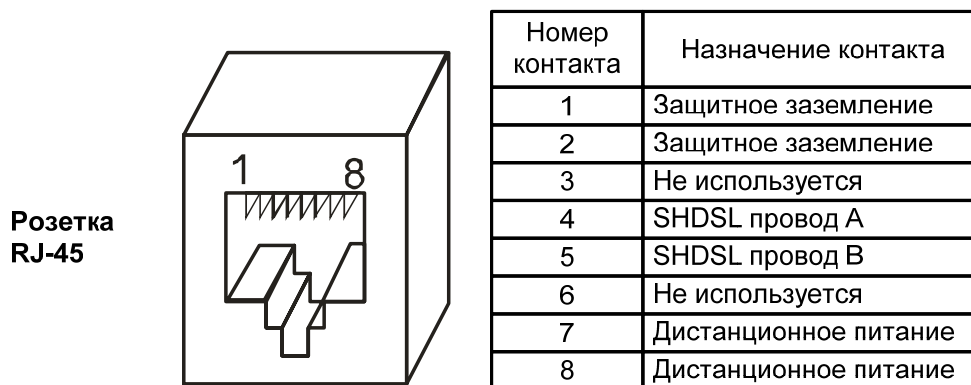 Розетка
RJ-45
1 8
Номер
контакта
Назначение контакта
1 Защитное заземление
2 Защитное заземление
3 Не используется
4 SHDSL провод А
5 SHDSL провод В
6 Не используется
7 Дистанционное питание
8 Дистанционное питание